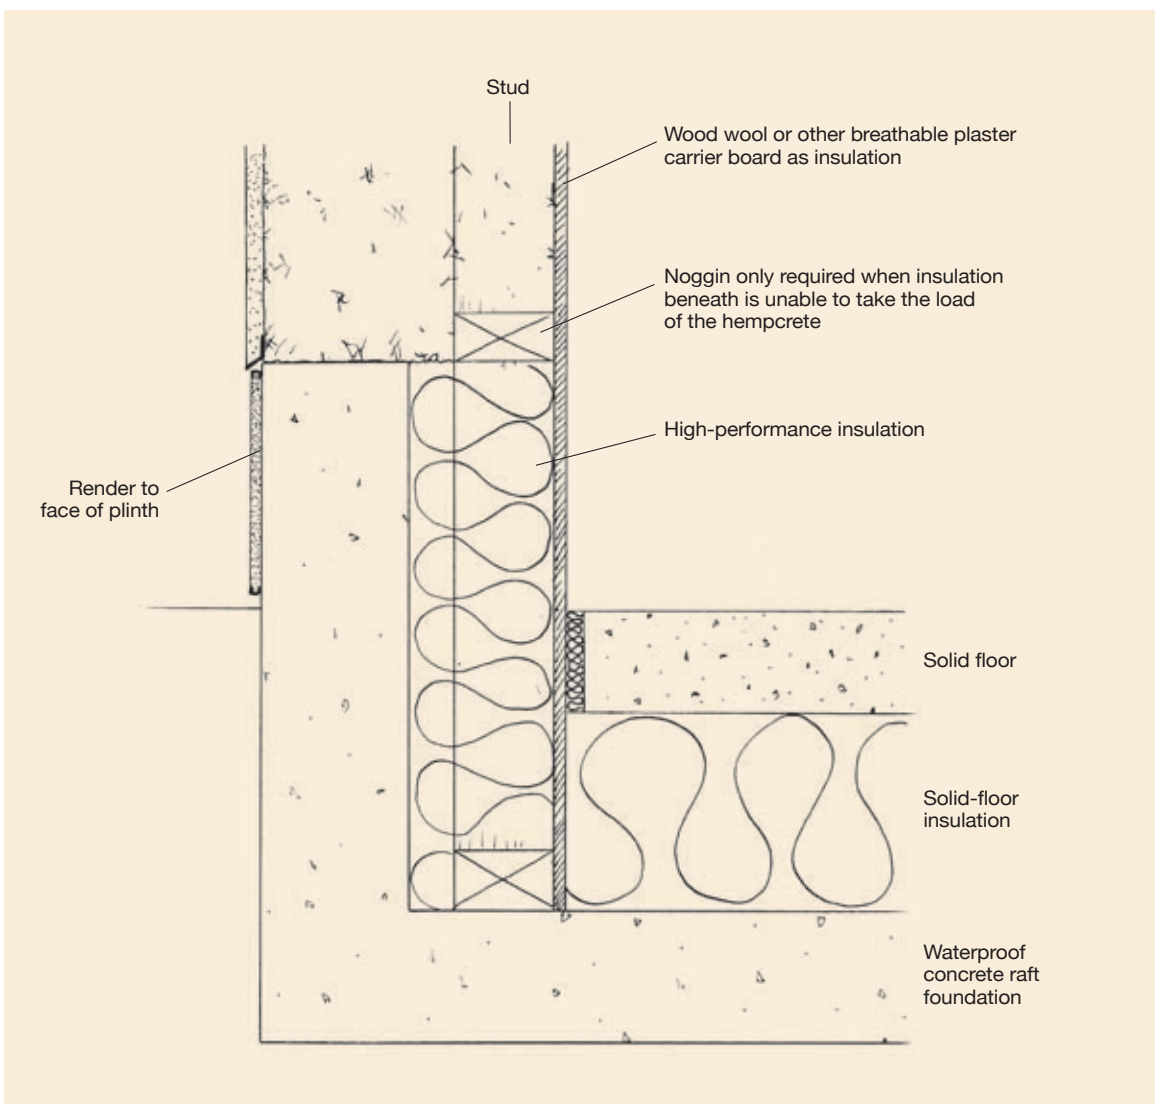 Stud
Wood wool or other breathable plaster
carrier board as insulation
Noggin only required when insulation
beneath is unable to take the load
of the hempcrete
High-performance insulation
Render to
face of plinth
Solid floor
Solid-floor
insulation
Waterproof
concrete raft
foundation